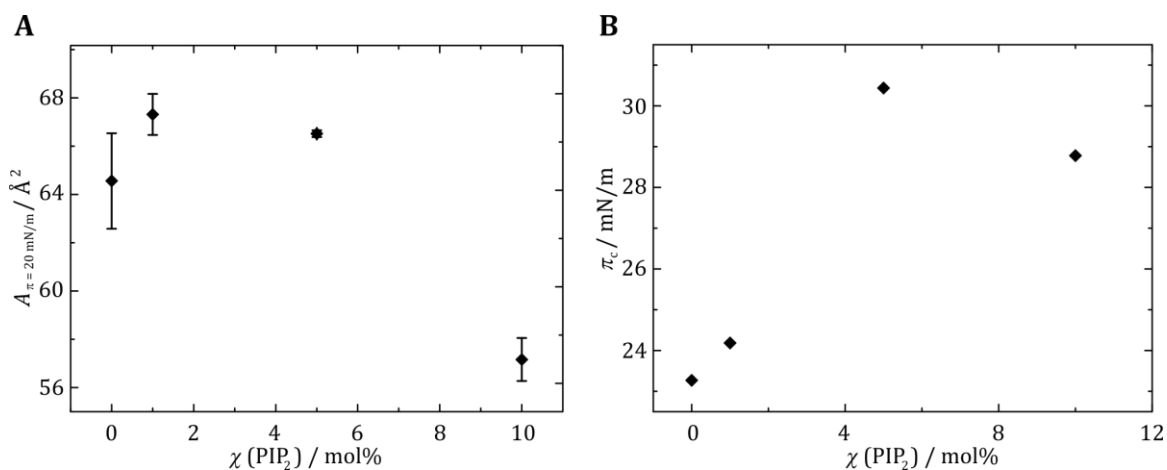 A
B
68
64
60
56
A π = 20 mN/m / Å 2
0 2 4 6 8 10
χ (PIP2) / mol%
30
28
26
24
πc / mN/m
0 4 8 12
χ (PIP2) / mol%